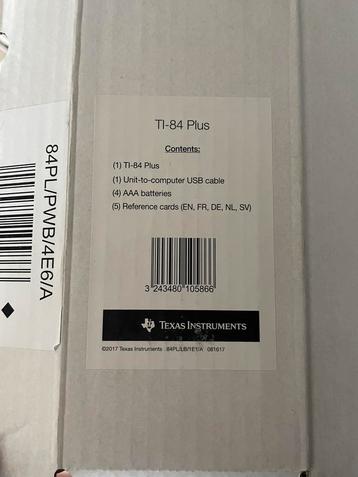 TI-84 Plus
Contents:
(1) TI-84 Plus
(1) Unit-to-computer USB cable
(4) AAA batteries
(5) Reference cards (EN, FR, DE, NL, SV)
3 243480 105866
TEXAS INSTRUMENTS
©2017 Texas Instruments 84PL/LB/1E1/A 081617
84PL/PWB/4E6/A